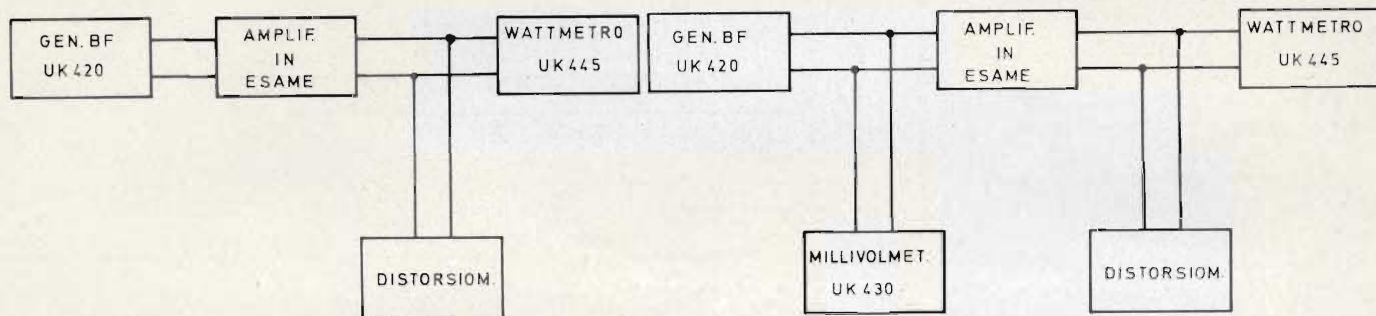 GEN. BF
UK 420
AMPLIF.
IN
ESAME
WATTMETRO
UK 445
DISTORSIOM.
GEN. BF
UK 420
AMPLIF.
IN
ESAME
WATTMETRO
UK 445
MILLIVOLMET.
UK 430
DISTORSIOM.